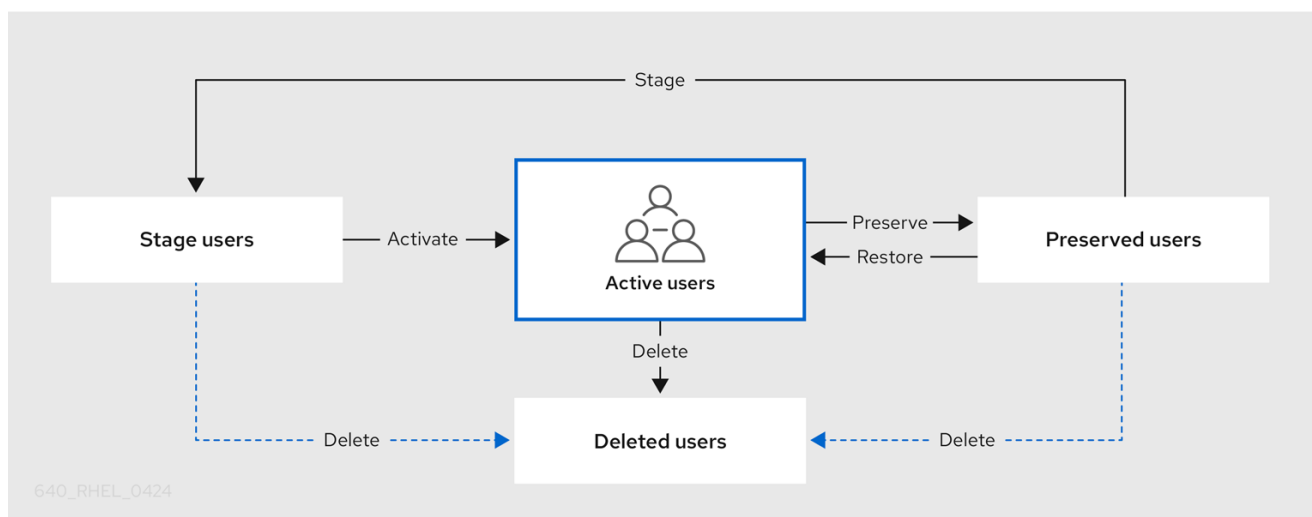 Stage
Stage users
Activate
Active users
Preserve
Restore
Preserved users
Delete
Delete
Deleted users
Delete
640_RHEL_0424